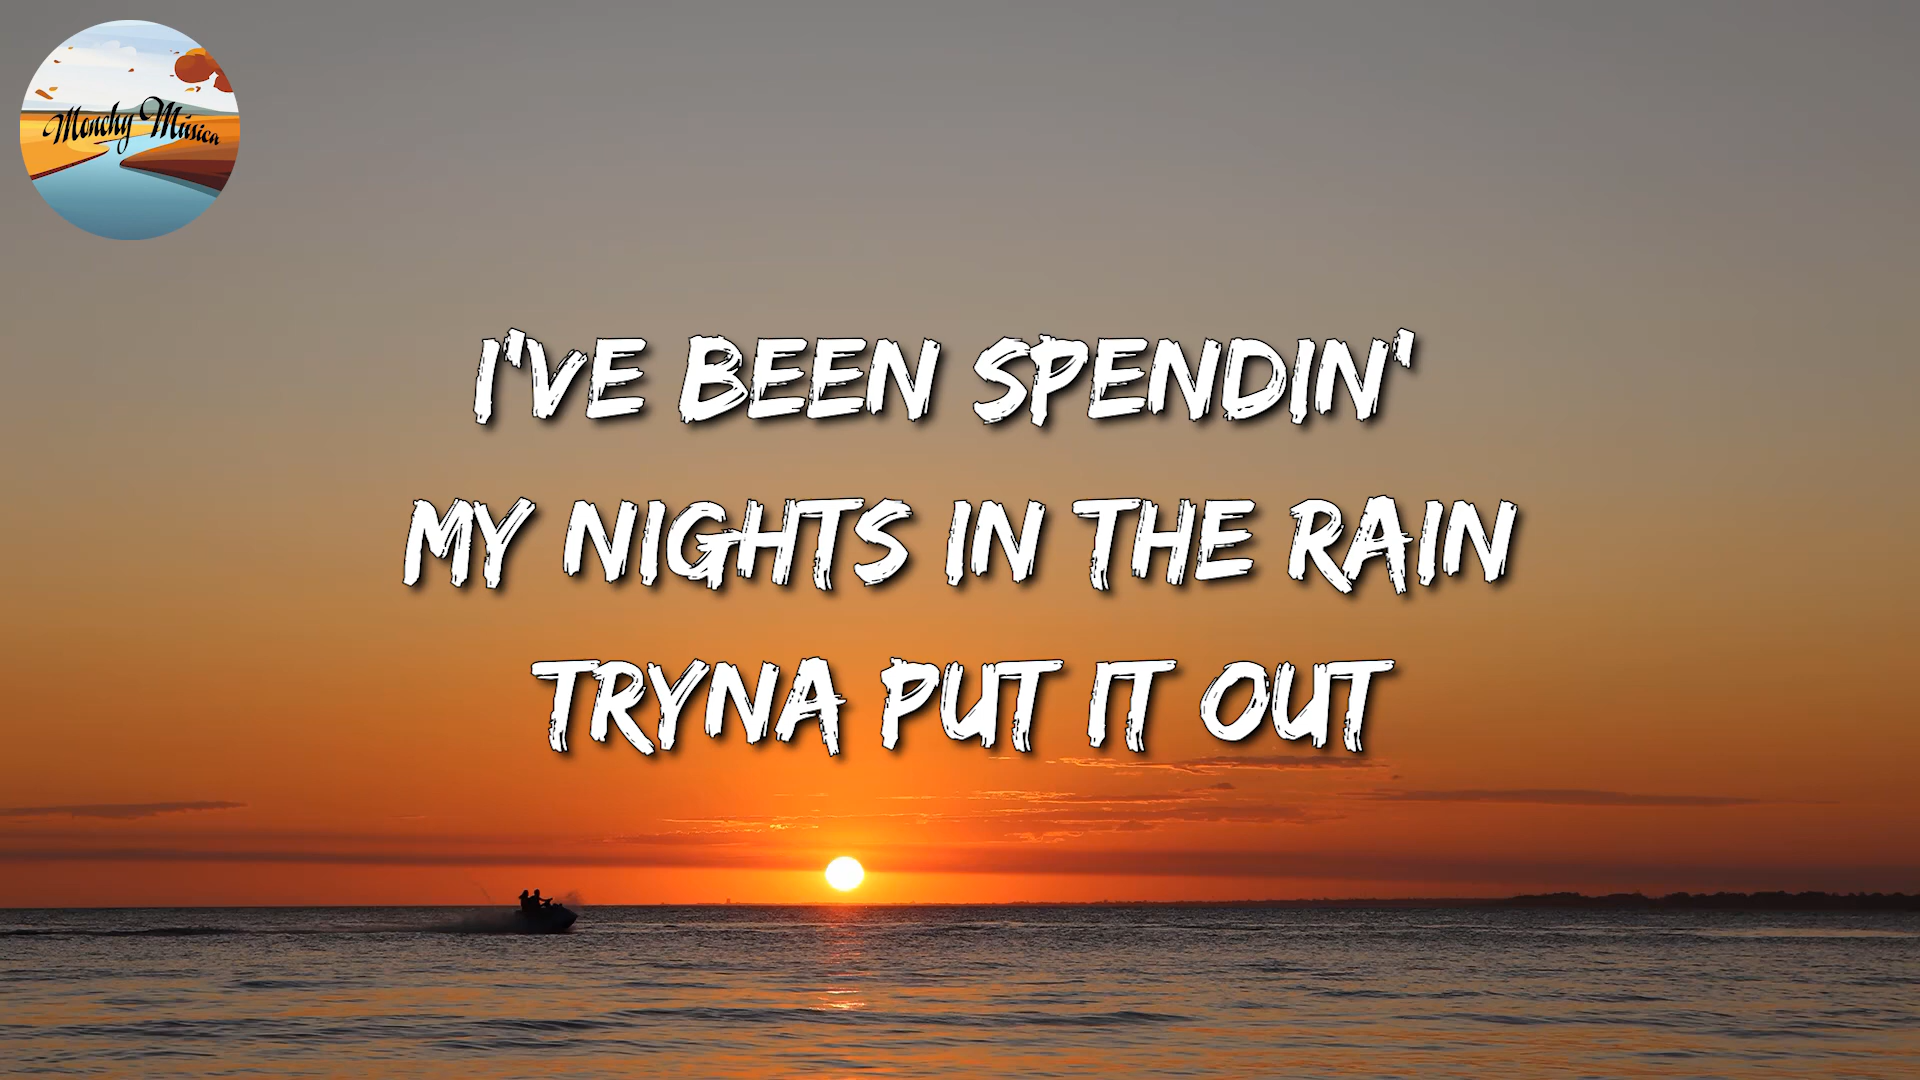 Monchy Música
I'VE BEEN SPENDIN'
MY NIGHTS IN THE RAIN
TRYNA PUT IT OUT